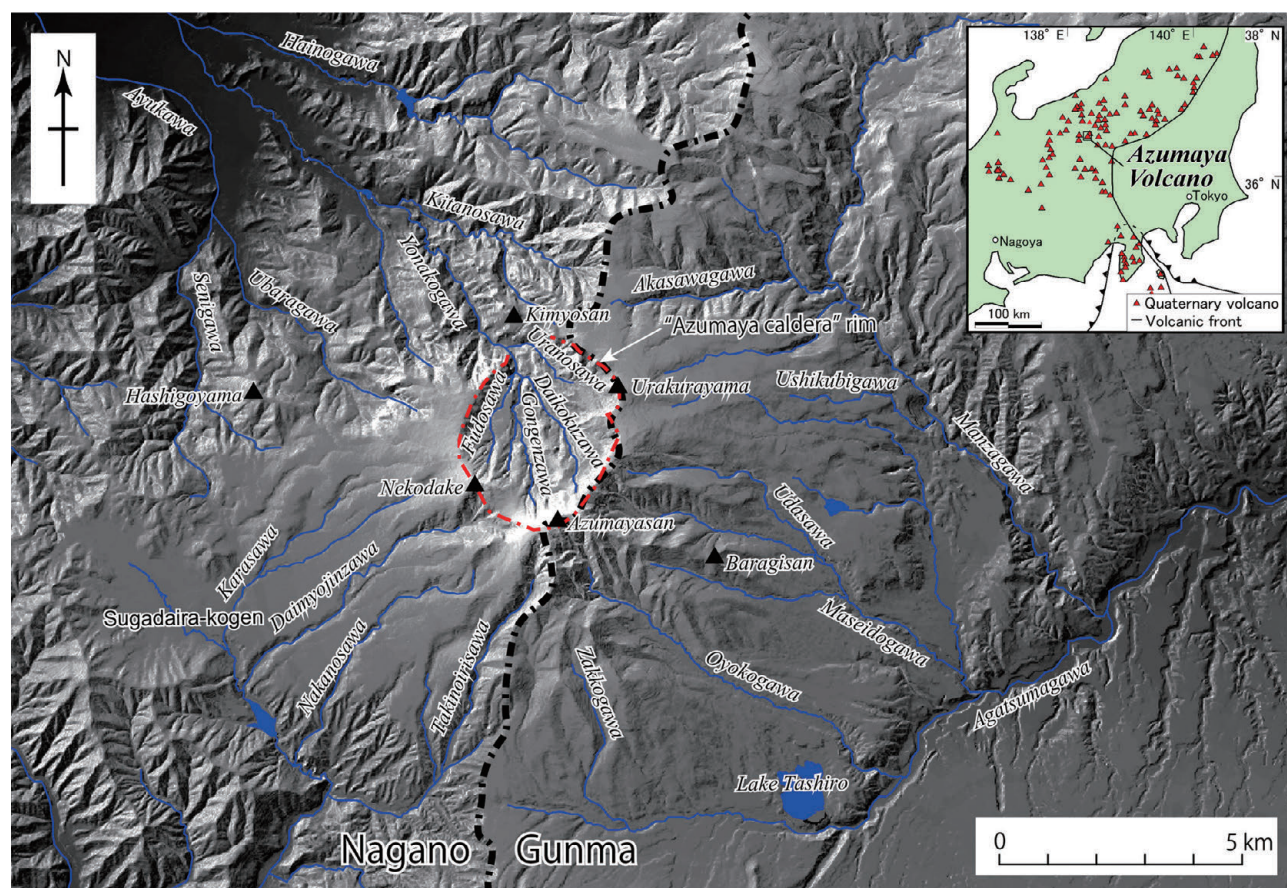 N
Hainogawa
Ayukawa
Kitanosawa
Yonakogawa
Senigawa
Ubaragawa
Akasawagawa
Kimyosan
"Azumaya caldera" rim
Uranosawa
Urakurayama
Ushikubigawa
Hashigoyama
Fudosawa
Gongenzawa
Daikokuzawa
Manzagawa
Nekodake
Azumayasan
Udasawa
Baragisan
Karasawa
Daimyojinzawa
Sugadaira-kogen
Maseidogawa
Nakanosawa
Takinoirisawa
Zakkogawa
Oyokogawa
Agatsumagawa
Lake Tashiro
Nagano
Gunma
0 5 km
138˚E
140˚E
38˚N
Azumaya
Volcano
36˚N
Tokyo
Nagoya
100 km
Quaternary volcano
Volcanic front